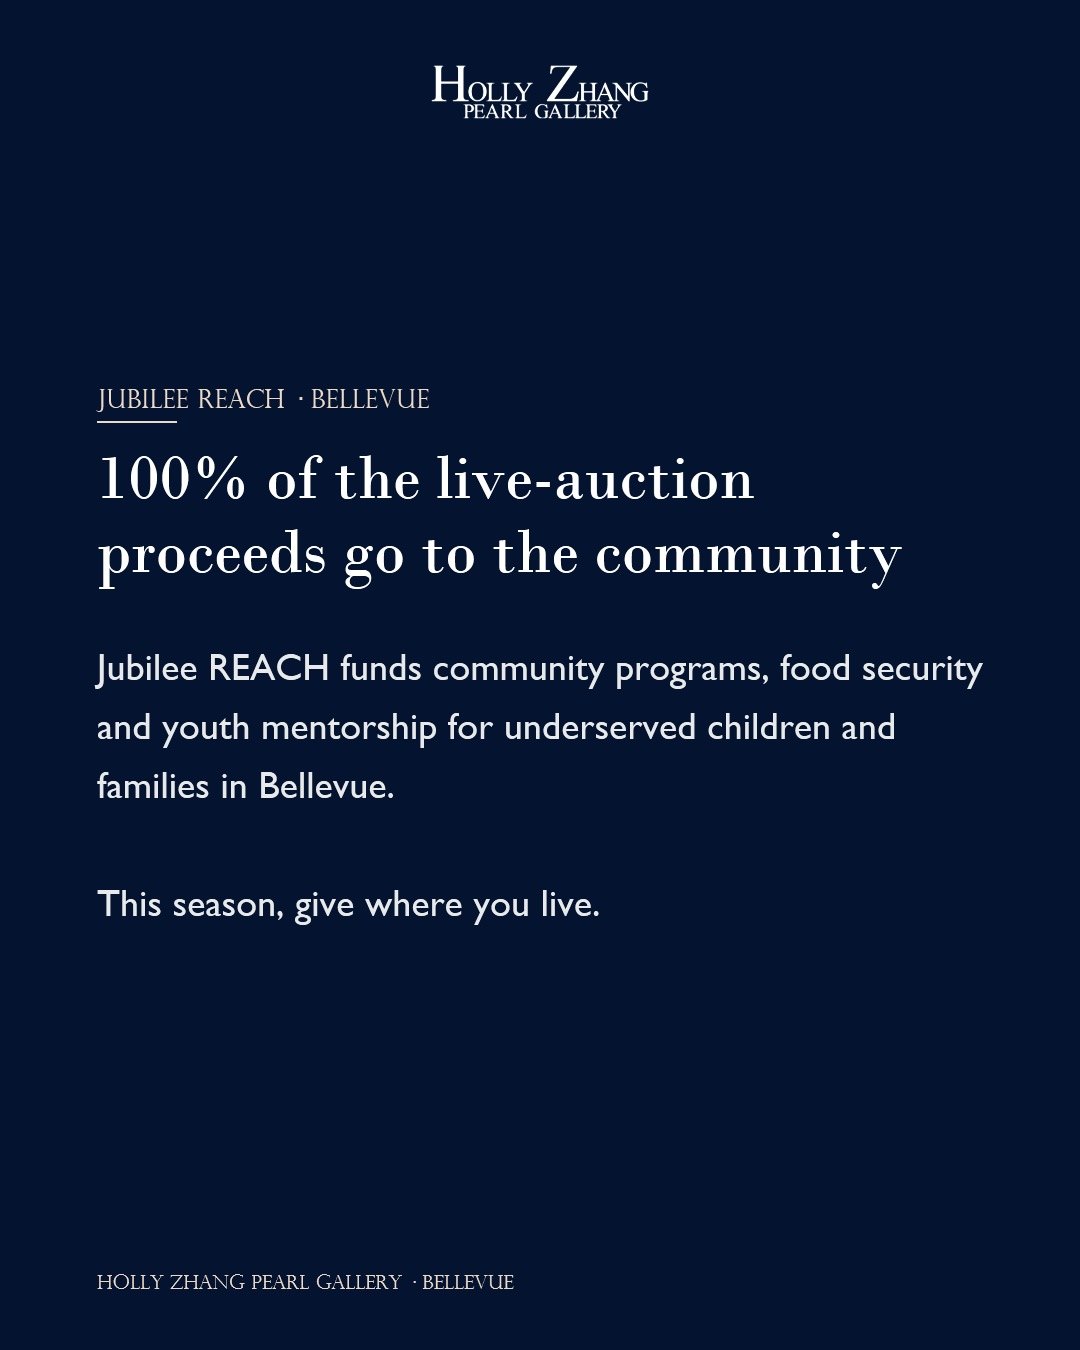 HOLLY ZHANG
PEARL GALLERY
JUBILEE REACH · BELLEVUE
100% of the live-auction
proceeds go to the community
Jubilee REACH funds community programs, food security
and youth mentorship for underserved children and
families in Bellevue.
This season, give where you live.
HOLLY ZHANG PEARL GALLERY · BELLEVUE